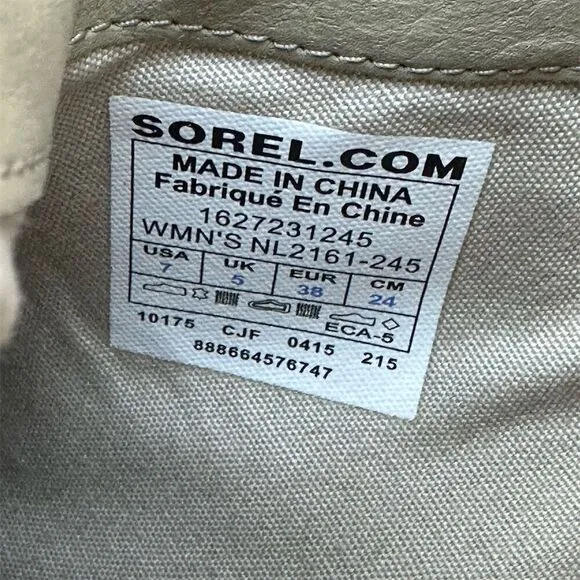 SOREL.COM
MADE IN CHINA
Fabriqué En Chine
1627231245
WMN'S NL2161-245
USA UK EUR CM
7 5 38 24
ECA-5
10175 CJF 0415 215
888664576747